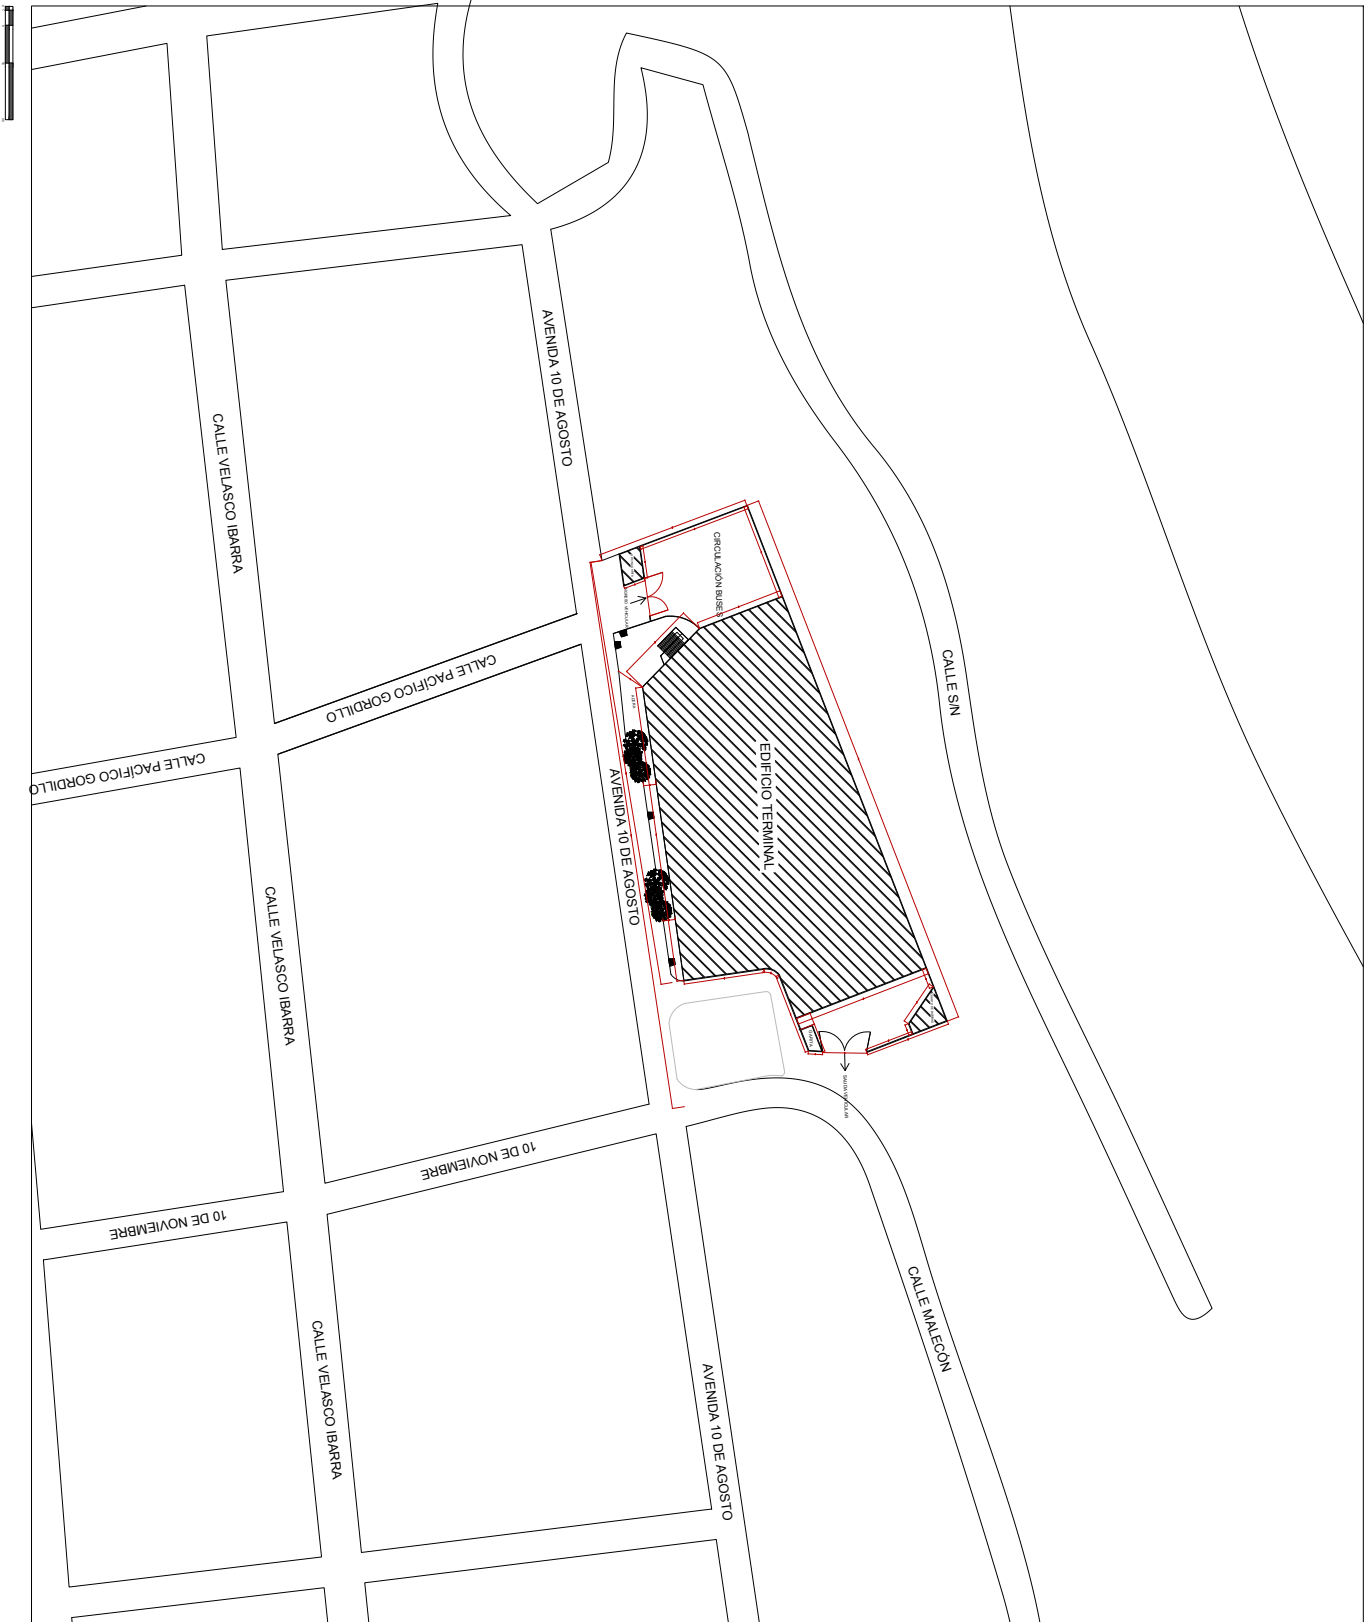 AVENIDA 10 DE AGOSTO
CALLE VELASCO IBARRA
CIRCULACIÓN BUSES
CALLE PACÍFICO GORDILLO
CALLE S/N
CALLE PACÍFICO GORDILLO
EDIFICIO TERMINAL
AVENIDA 10 DE AGOSTO
CALLE VELASCO IBARRA
SALIDA VEHICULAR
10 DE NOVIEMBRE
10 DE NOVIEMBRE
CALLE MALECÓN
CALLE VELASCO IBARRA
AVENIDA 10 DE AGOSTO